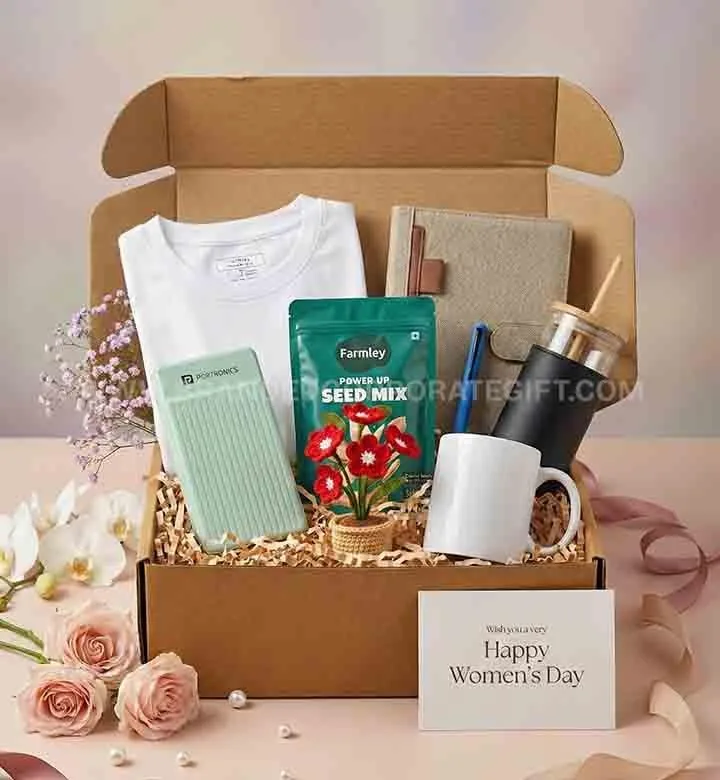 PORTRONICS
Farmley
POWER UP
SEED MIX
Wish you a very
Happy
Women's Day